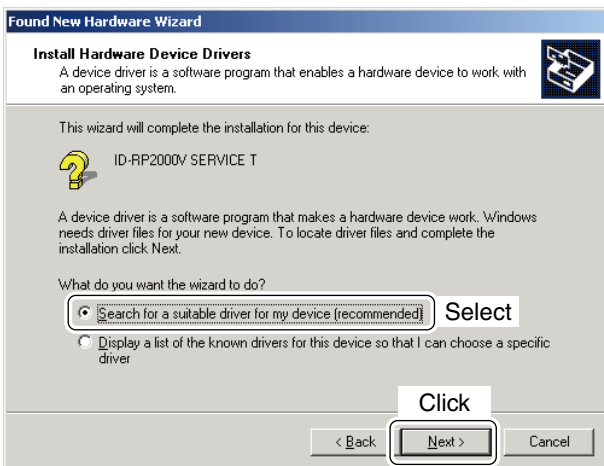 Found New Hardware Wizard
Install Hardware Device Drivers
A device driver is a software program that enables a hardware device to work with
an operating system.
This wizard will complete the installation for this device:
ID-RP2000V SERVICE T
A device driver is a software program that makes a hardware device work. Windows
needs driver files for your new device. To locate driver files and complete the
installation click Next.
What do you want the wizard to do?
Search for a suitable driver for my device (recommended)
Select
Display a list of the known drivers for this device so that I can choose a specific
driver
Click
< Back
Next >
Cancel